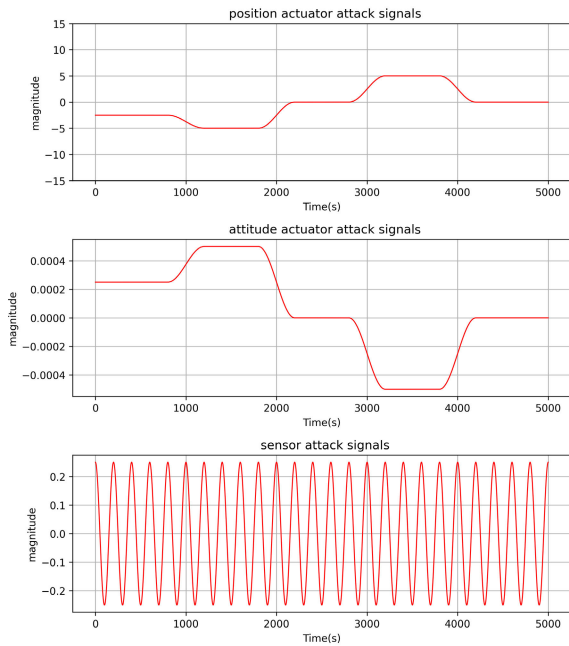 position actuator attack signals
15
10
5
0
−5
−10
−15
magnitude
0 1000 2000 3000 4000 5000
Time(s)
attitude actuator attack signals
0.0004
0.0002
0.0000
−0.0002
−0.0004
magnitude
0 1000 2000 3000 4000 5000
Time(s)
sensor attack signals
0.2
0.1
0.0
−0.1
−0.2
magnitude
0 1000 2000 3000 4000 5000
Time(s)